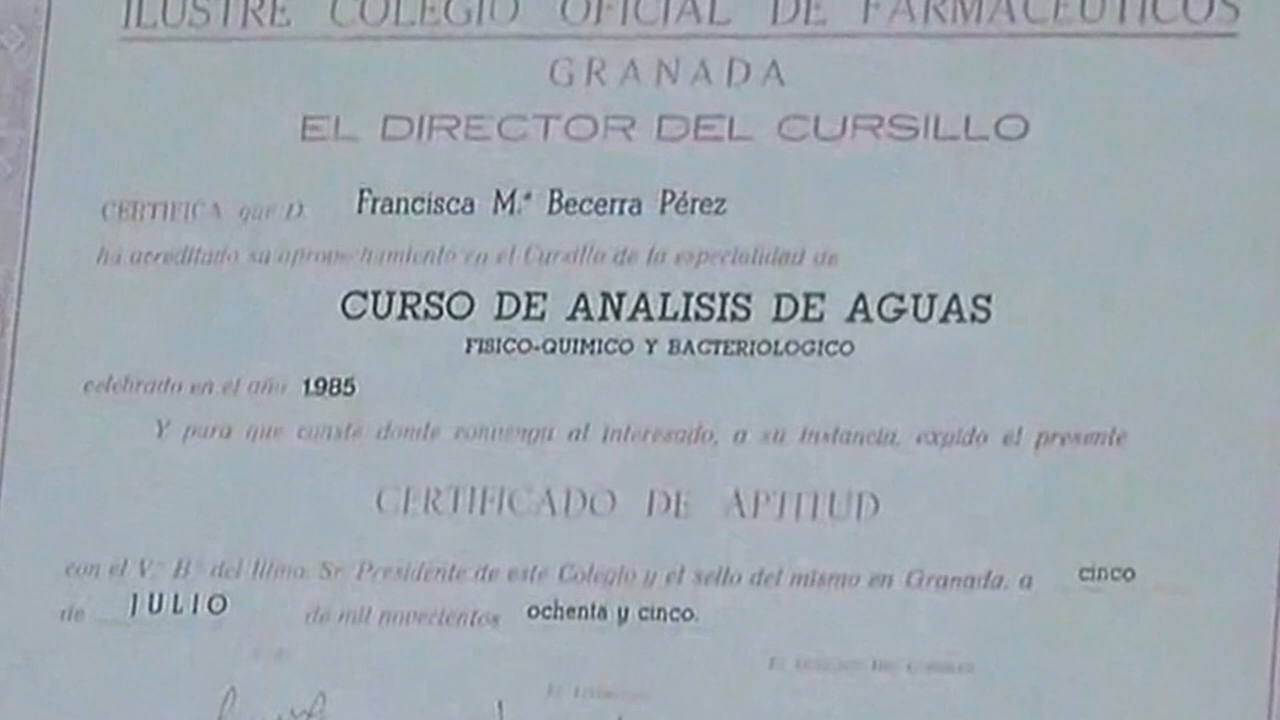 ILUSTRE COLEGIO OFICIAL DE FARMACEUTICOS
GRANADA
EL DIRECTOR DEL CURSILLO
CERTIFICA que D. Francisca M.ª Becerra Pérez
ha acreditado su aprovechamiento en el Cursillo de la especialidad de
CURSO DE ANALISIS DE AGUAS
FISICO-QUIMICO Y BACTERIOLOGICO
celebrado en el año 1985
Y para que conste donde convenga al interesado, a su instancia, expido el presente
CERTIFICADO DE APTITUD
con el V.º B.º del Iltmo. Sr. Presidente de este Colegio y el sello del mismo en Granada, a cinco
de JULIO de mil novecientos ochenta y cinco.